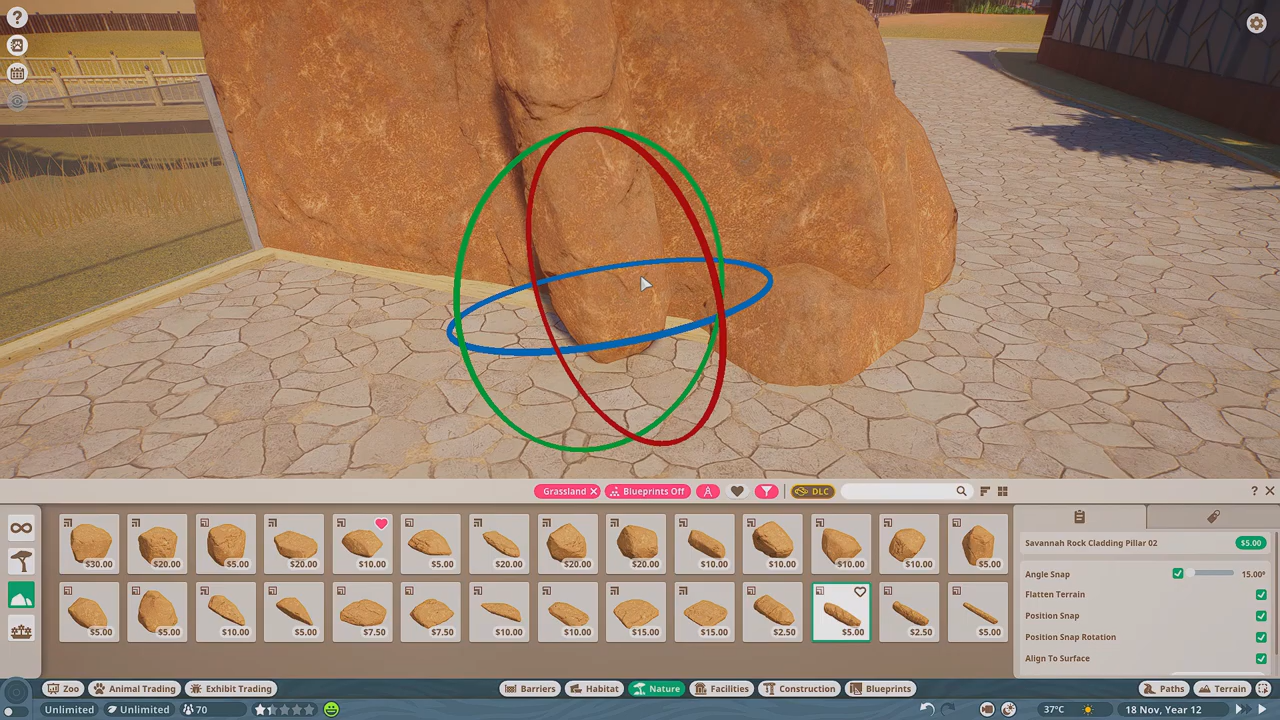 ?
Grassland ✕ Blueprints Off DLC ? ✕
$30.00 $20.00 $5.00 $20.00 $10.00 $5.00 $20.00 $20.00 $20.00 $10.00 $10.00 $10.00 $10.00 $5.00
$5.00 $5.00 $10.00 $5.00 $7.50 $7.50 $10.00 $10.00 $15.00 $15.00 $2.50 $5.00 $2.50 $5.00
Savannah Rock Cladding Pillar 02 $5.00
Angle Snap 15.00°
Flatten Terrain
Position Snap
Position Snap Rotation
Align To Surface
Zoo Animal Trading Exhibit Trading Barriers Habitat Nature Facilities Construction Blueprints Paths Terrain
Unlimited Unlimited 70 37°C 18 Nov, Year 12